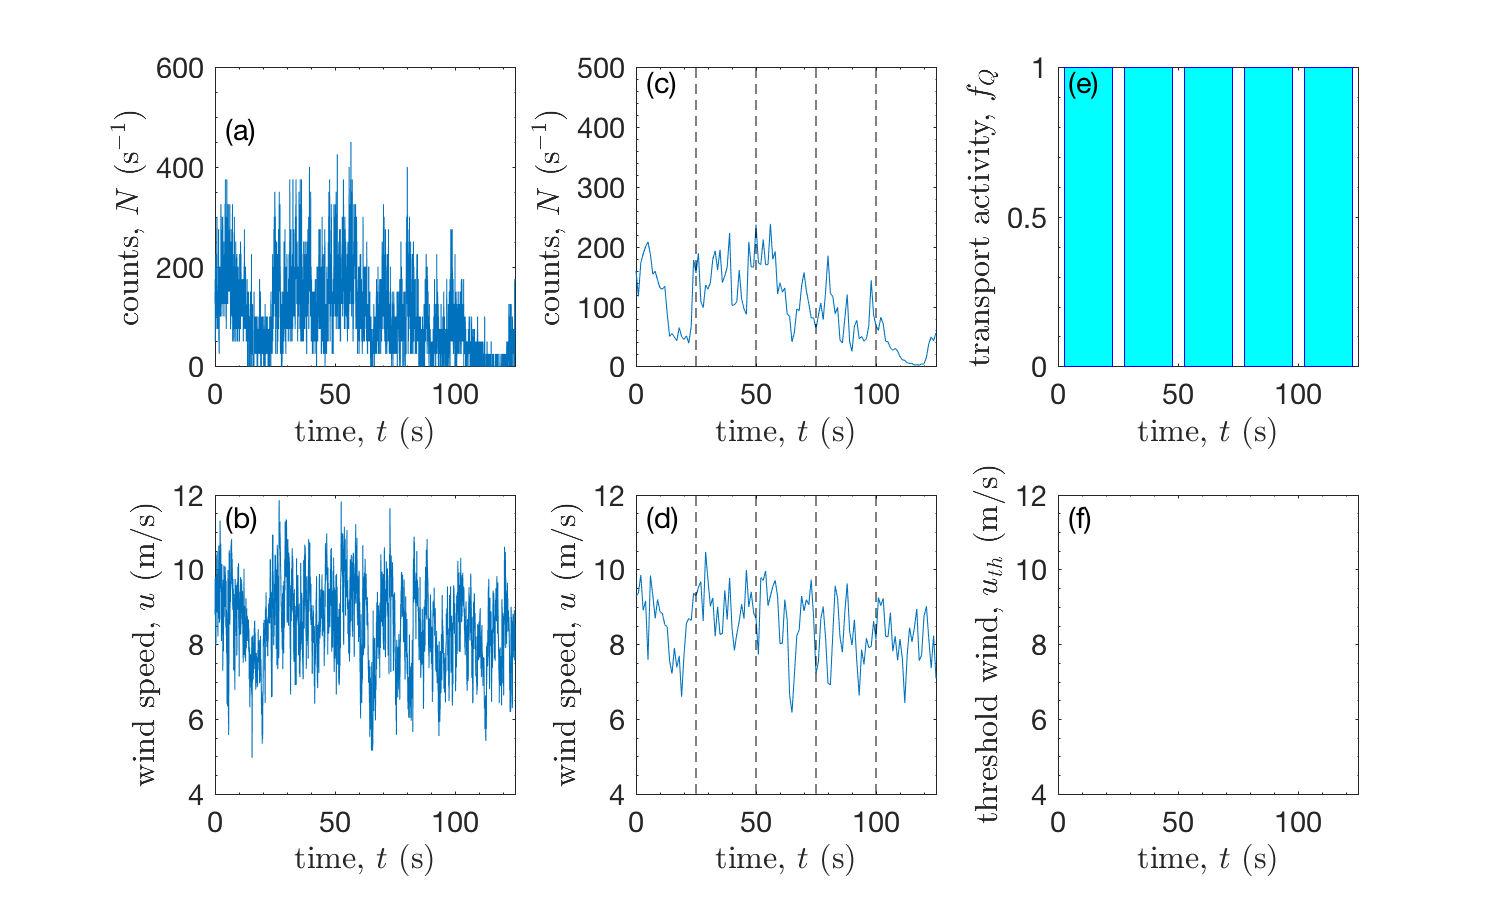 600
400
200
0
counts, N (s⁻¹)
(a)
0 50 100
time, t (s)
500
400
300
200
100
0
counts, N (s⁻¹)
(c)
0 50 100
time, t (s)
1
0.5
0
transport activity, f_Q
(e)
0 50 100
time, t (s)
12
10
8
6
4
wind speed, u (m/s)
(b)
0 50 100
time, t (s)
12
10
8
6
4
wind speed, u (m/s)
(d)
0 50 100
time, t (s)
12
10
8
6
4
threshold wind, u_th (m/s)
(f)
0 50 100
time, t (s)